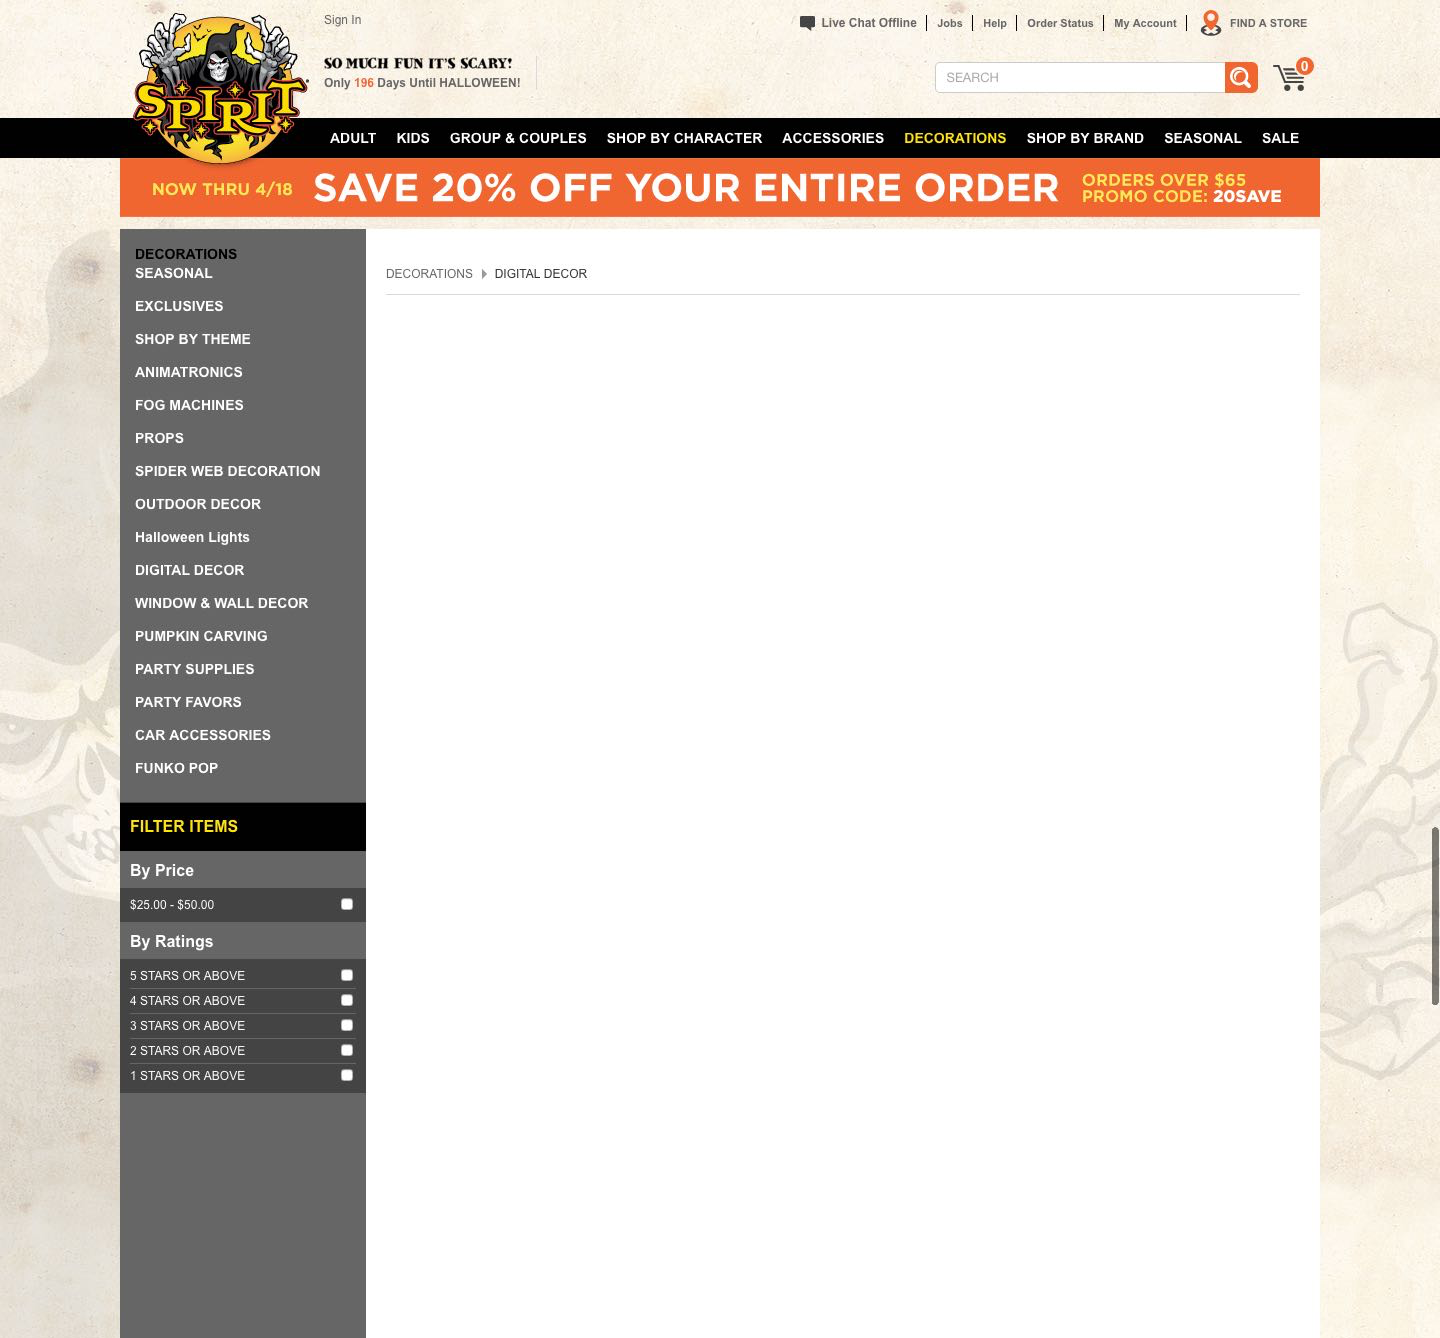 Sign In
Live Chat Offline
Jobs
Help
Order Status
My Account
FIND A STORE
SPIRIT
SO MUCH FUN IT'S SCARY!
Only 196 Days Until HALLOWEEN!
SEARCH
0
ADULT
KIDS
GROUP & COUPLES
SHOP BY CHARACTER
ACCESSORIES
DECORATIONS
SHOP BY BRAND
SEASONAL
SALE
NOW THRU 4/18
SAVE 20% OFF YOUR ENTIRE ORDER
ORDERS OVER $65
PROMO CODE: 20SAVE
DECORATIONS
SEASONAL
EXCLUSIVES
SHOP BY THEME
ANIMATRONICS
FOG MACHINES
PROPS
SPIDER WEB DECORATION
OUTDOOR DECOR
Halloween Lights
DIGITAL DECOR
WINDOW & WALL DECOR
PUMPKIN CARVING
PARTY SUPPLIES
PARTY FAVORS
CAR ACCESSORIES
FUNKO POP
FILTER ITEMS
By Price
$25.00 - $50.00
By Ratings
5 STARS OR ABOVE
4 STARS OR ABOVE
3 STARS OR ABOVE
2 STARS OR ABOVE
1 STARS OR ABOVE
DECORATIONS
DIGITAL DECOR